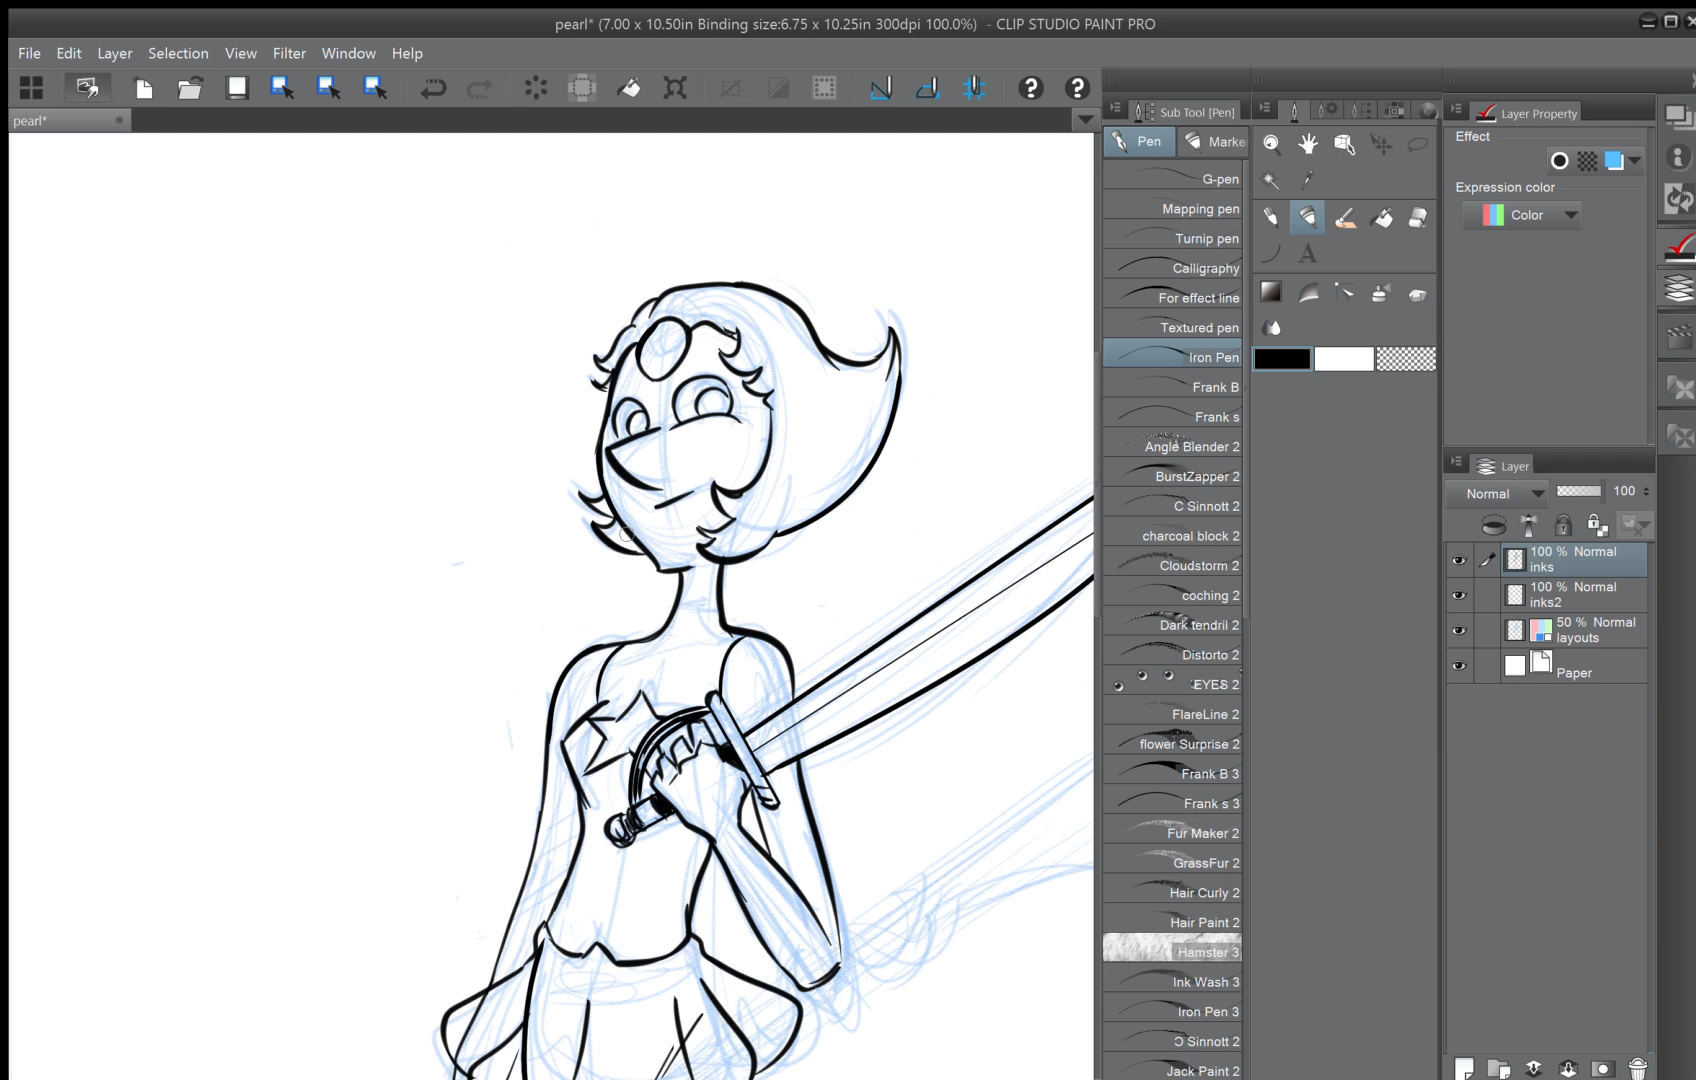 pearl* (7.00 x 10.50in Binding size:6.75 x 10.25in 300dpi 100.0%)  - CLIP STUDIO PAINT PRO
File Edit Layer Selection View Filter Window Help
pearl*
Sub Tool [Pen]
Pen Marke
G-pen
Mapping pen
Turnip pen
Calligraphy
For effect line
Textured pen
Iron Pen
Frank B
Frank s
Angle Blender 2
BurstZapper 2
C Sinnott 2
charcoal block 2
Cloudstorm 2
coching 2
Dark tendril 2
Distorto 2
EYES 2
FlareLine 2
flower Surprise 2
Frank B 3
Frank s 3
Fur Maker 2
GrassFur 2
Hair Curly 2
Hair Paint 2
Hamster 3
Ink Wash 3
Iron Pen 3
J Sinnott 2
Jack Paint 2
A
Layer Property
Effect
Expression color
Color
Layer
Normal 100
100 % Normal
inks
100 % Normal
inks2
50 % Normal
layouts
Paper